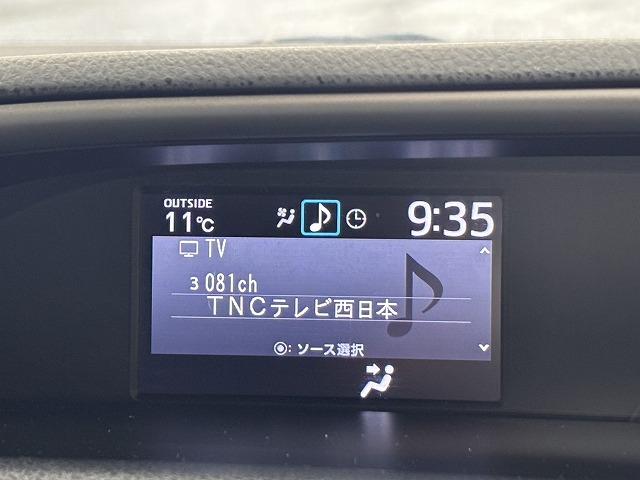 OUTSIDE
11℃
9:35
TV
3 081ch
TNCテレビ西日本
◉: ソース選択